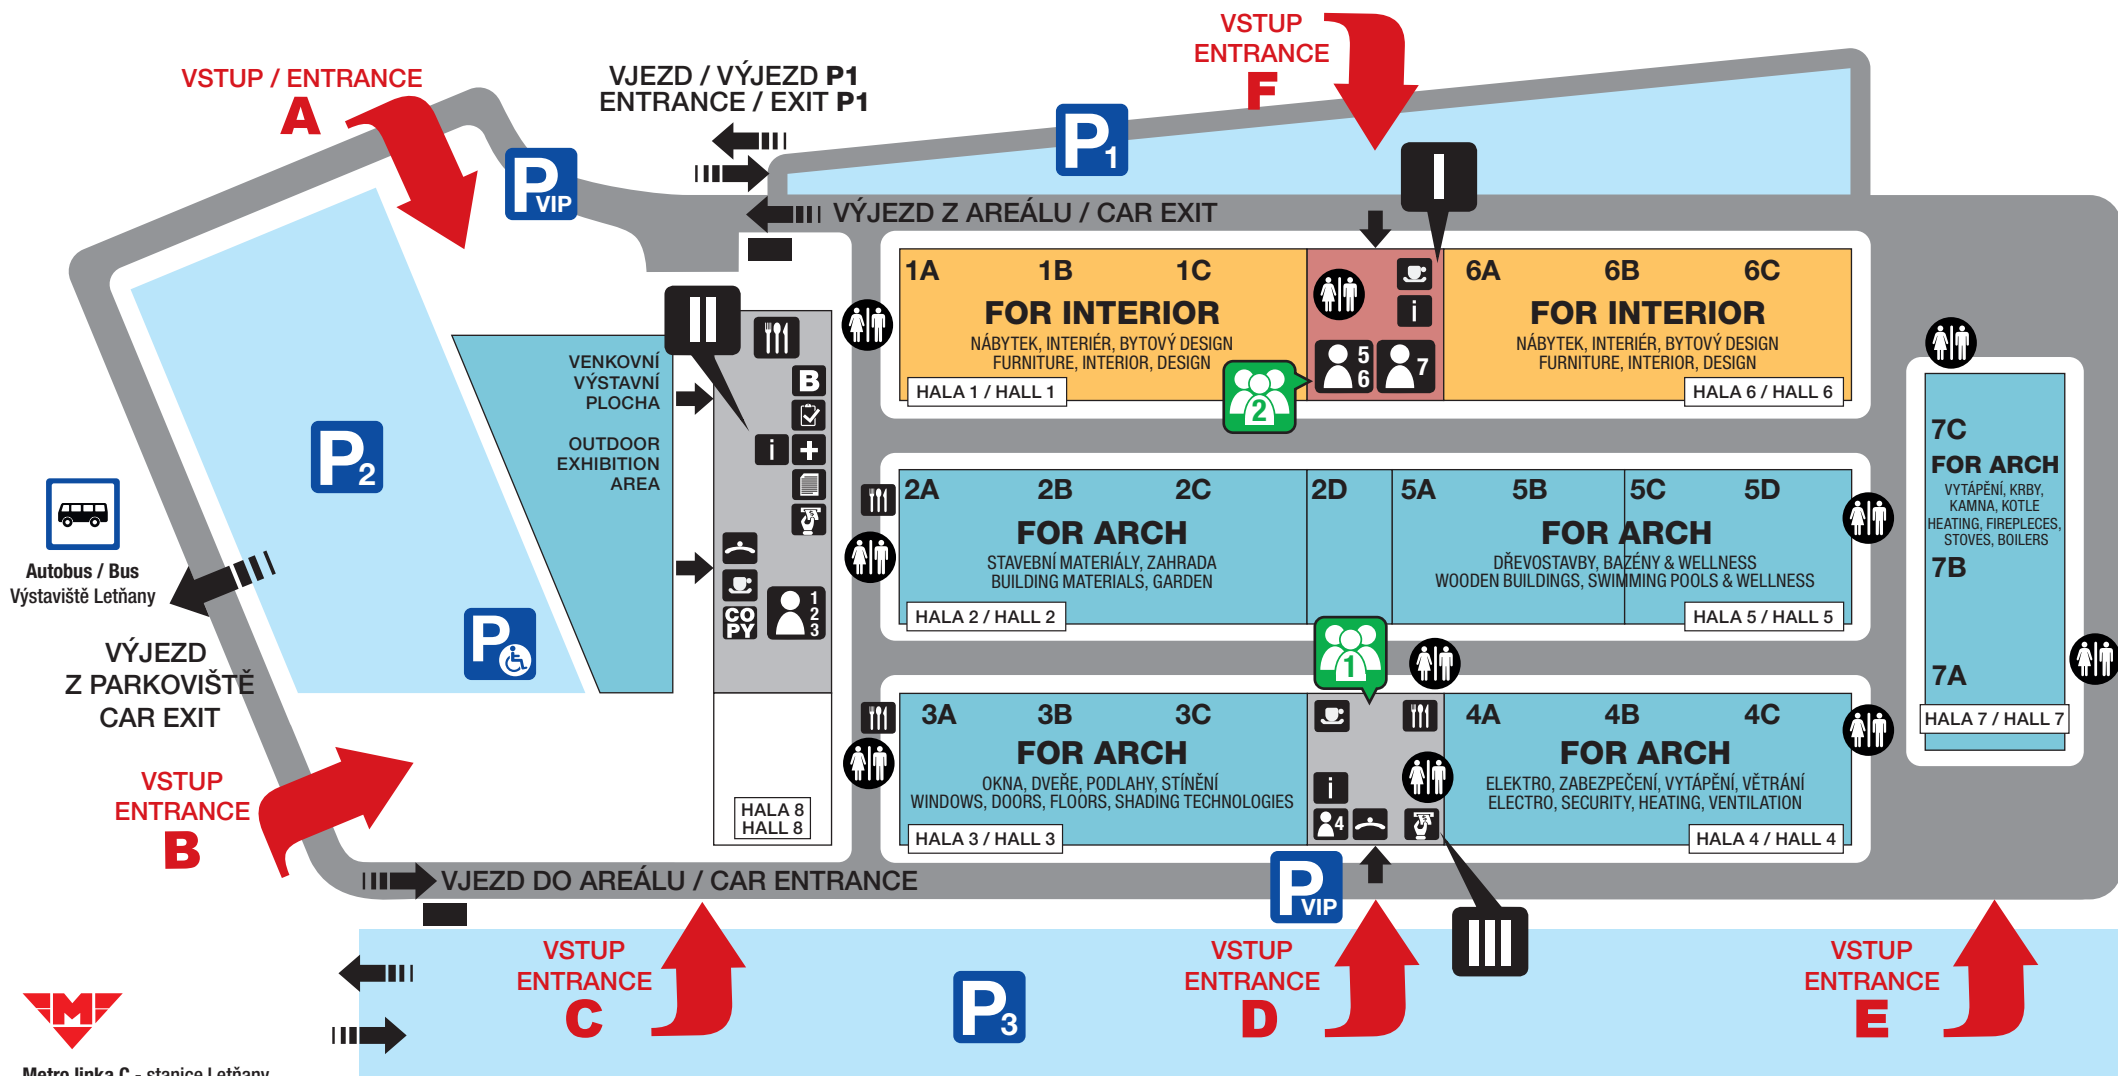 VSTUP / ENTRANCE
A
VJEZD / VÝJEZD P1
ENTRANCE / EXIT P1
VSTUP
ENTRANCE
F
P1
P VIP
I
VÝJEZD Z AREÁLU / CAR EXIT
1A 1B 1C
FOR INTERIOR
NÁBYTEK, INTERIÉR, BYTOVÝ DESIGN
FURNITURE, INTERIOR, DESIGN
HALA 1 / HALL 1
i
5
6
7
2
6A 6B 6C
FOR INTERIOR
NÁBYTEK, INTERIÉR, BYTOVÝ DESIGN
FURNITURE, INTERIOR, DESIGN
HALA 6 / HALL 6
II
VENKOVNÍ
VÝSTAVNÍ
PLOCHA
OUTDOOR
EXHIBITION
AREA
B
i
CO
PY
1
2
3
P2
P
Autobus / Bus
Výstaviště Letňany
VÝJEZD
Z PARKOVIŠTĚ
CAR EXIT
2A 2B 2C 2D
FOR ARCH
STAVEBNÍ MATERIÁLY, ZAHRADA
BUILDING MATERIALS, GARDEN
HALA 2 / HALL 2
5A 5B 5C 5D
FOR ARCH
DŘEVOSTAVBY, BAZÉNY & WELLNESS
WOODEN BUILDINGS, SWIMMING POOLS & WELLNESS
HALA 5 / HALL 5
7C
FOR ARCH
VYTÁPĚNÍ, KRBY,
KAMNA, KOTLE
HEATING, FIREPLECES,
STOVES, BOILERS
7B
7A
HALA 7 / HALL 7
1
3A 3B 3C
FOR ARCH
OKNA, DVEŘE, PODLAHY, STÍNĚNÍ
WINDOWS, DOORS, FLOORS, SHADING TECHNOLOGIES
HALA 3 / HALL 3
i
4
4A 4B 4C
FOR ARCH
ELEKTRO, ZABEZPEČENÍ, VYTÁPĚNÍ, VĚTRÁNÍ
ELECTRO, SECURITY, HEATING, VENTILATION
HALA 4 / HALL 4
HALA 8
HALL 8
VSTUP
ENTRANCE
B
VJEZD DO AREÁLU / CAR ENTRANCE
P VIP
III
VSTUP
ENTRANCE
C
P3
VSTUP
ENTRANCE
D
VSTUP
ENTRANCE
E
M
Metro linka C - stanice Letňany